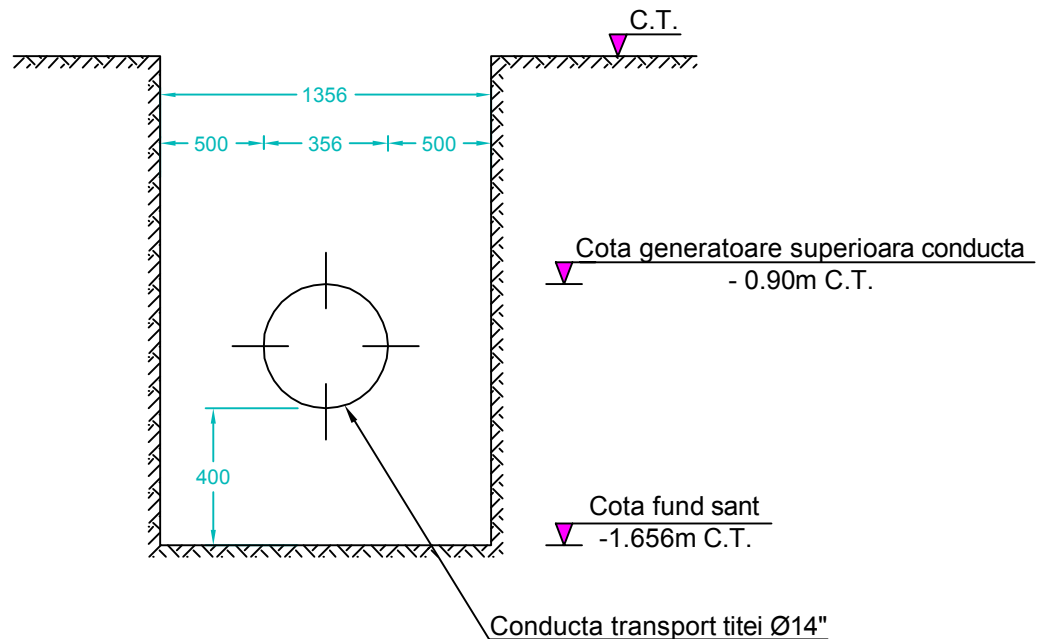 C.T.
1356
500
356
500
Cota generatoare superioara conducta
- 0.90m C.T.
400
Cota fund sant
-1.656m C.T.
Conducta transport titei Ø14"